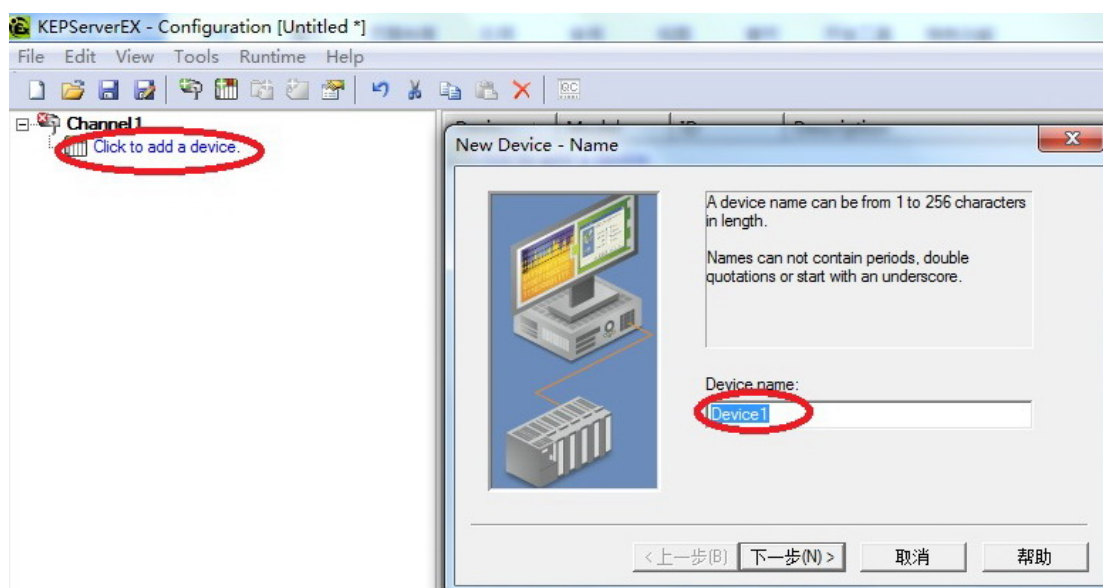 KEPServerEX - Configuration [Untitled *]
File Edit View Tools Runtime Help
Channel1
Click to add a device.
New Device - Name
A device name can be from 1 to 256 characters
in length.
Names can not contain periods, double
quotations or start with an underscore.
Device name:
Device1
<上一步(B) 下一步(N) > 取消 帮助